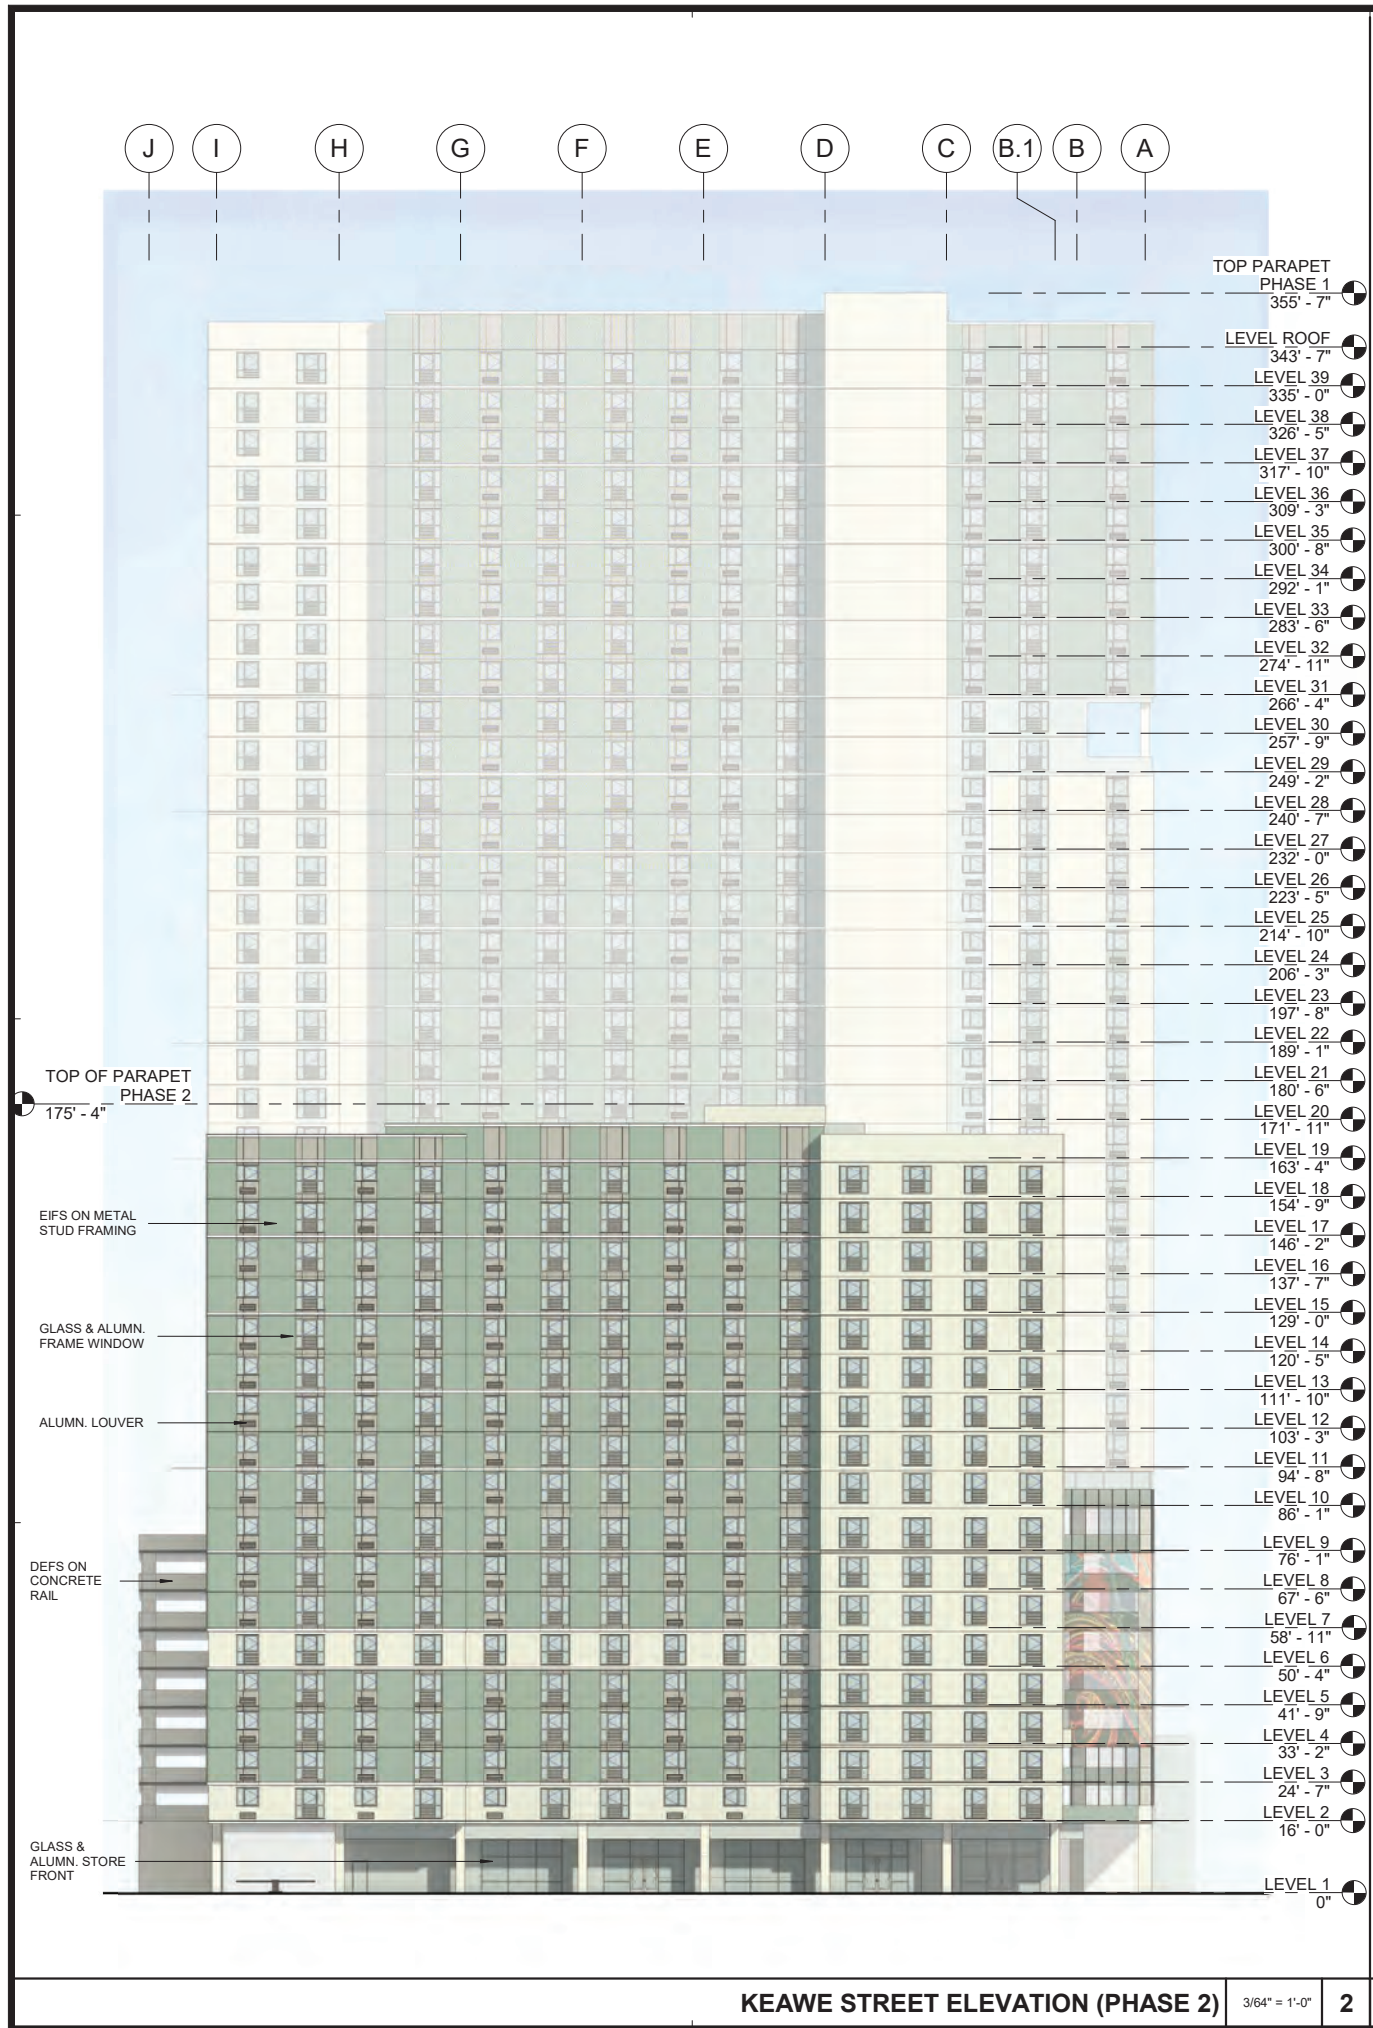 J I H G F E D C B.1 B A
TOP PARAPET
PHASE 1
355' - 7"
LEVEL ROOF
343' - 7"
LEVEL 39
335' - 0"
LEVEL 38
326' - 5"
LEVEL 37
317' - 10"
LEVEL 36
309' - 3"
LEVEL 35
300' - 8"
LEVEL 34
292' - 1"
LEVEL 33
283' - 6"
LEVEL 32
274' - 11"
LEVEL 31
266' - 4"
LEVEL 30
257' - 9"
LEVEL 29
249' - 2"
LEVEL 28
240' - 7"
LEVEL 27
232' - 0"
LEVEL 26
223' - 5"
LEVEL 25
214' - 10"
LEVEL 24
206' - 3"
LEVEL 23
197' - 8"
LEVEL 22
189' - 1"
LEVEL 21
180' - 6"
LEVEL 20
171' - 11"
LEVEL 19
163' - 4"
LEVEL 18
154' - 9"
LEVEL 17
146' - 2"
LEVEL 16
137' - 7"
LEVEL 15
129' - 0"
LEVEL 14
120' - 5"
LEVEL 13
111' - 10"
LEVEL 12
103' - 3"
LEVEL 11
94' - 8"
LEVEL 10
86' - 1"
LEVEL 9
76' - 1"
LEVEL 8
67' - 6"
LEVEL 7
58' - 11"
LEVEL 6
50' - 4"
LEVEL 5
41' - 9"
LEVEL 4
33' - 2"
LEVEL 3
24' - 7"
LEVEL 2
16' - 0"
LEVEL 1
0"
TOP OF PARAPET
PHASE 2
175' - 4"
EIFS ON METAL
STUD FRAMING
GLASS & ALUMN.
FRAME WINDOW
ALUMN. LOUVER
DEFS ON
CONCRETE
RAIL
GLASS &
ALUMN. STORE
FRONT
KEAWE STREET ELEVATION (PHASE 2)
3/64" = 1'-0"
2